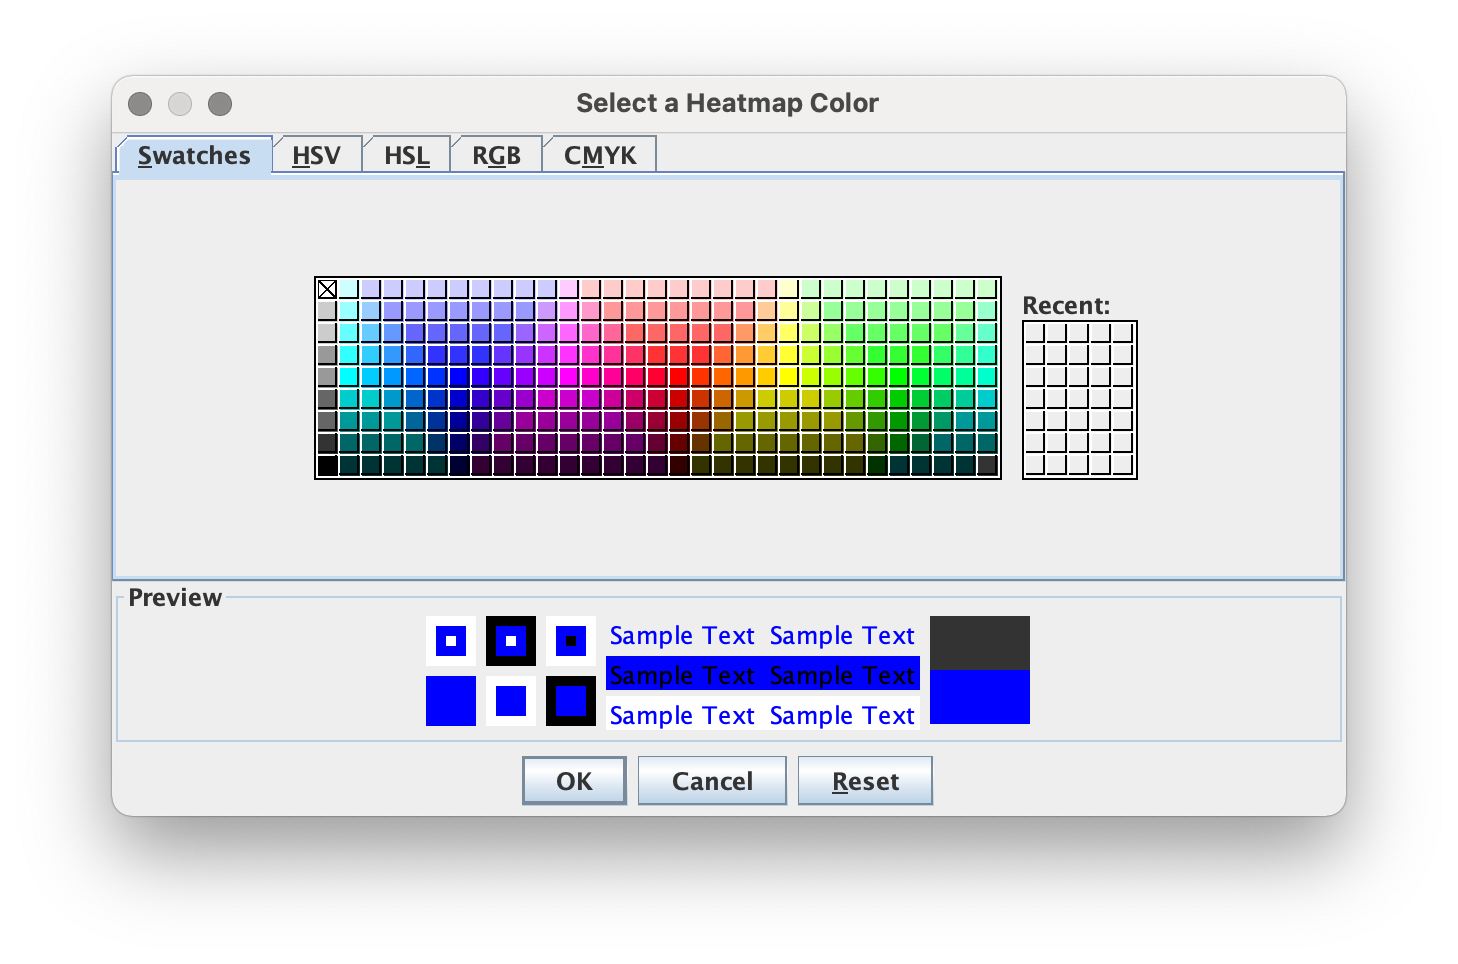 Select a Heatmap Color
Swatches HSV HSL RGB CMYK
Recent:
Preview
Sample Text Sample Text
Sample Text Sample Text
Sample Text Sample Text
OK Cancel Reset